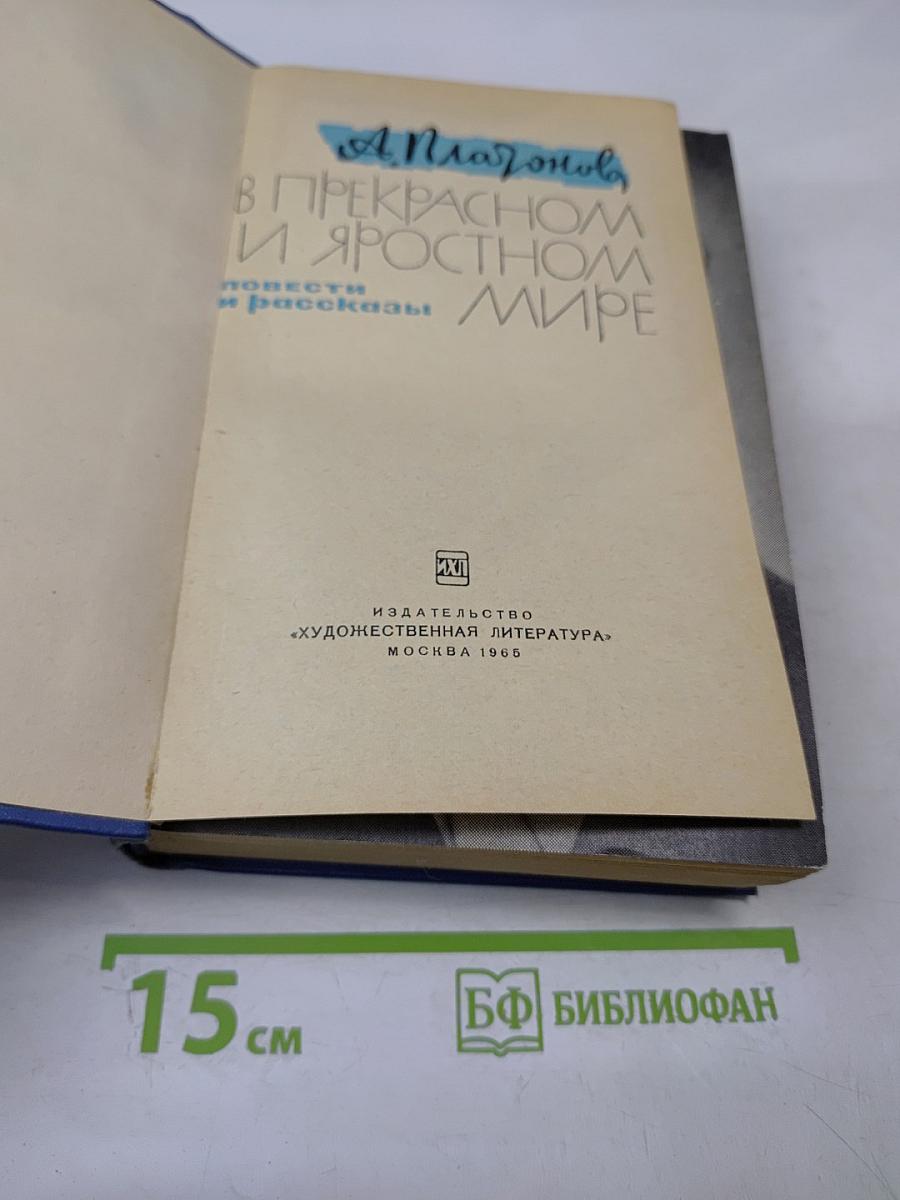 А. Платонов
В ПРЕКРАСНОМ
И ЯРОСТНОМ
МИРЕ
повести
и рассказы
ИХЛ
ИЗДАТЕЛЬСТВО
«ХУДОЖЕСТВЕННАЯ ЛИТЕРАТУРА»
МОСКВА 1965
15 см
БФ БИБЛИОФАН